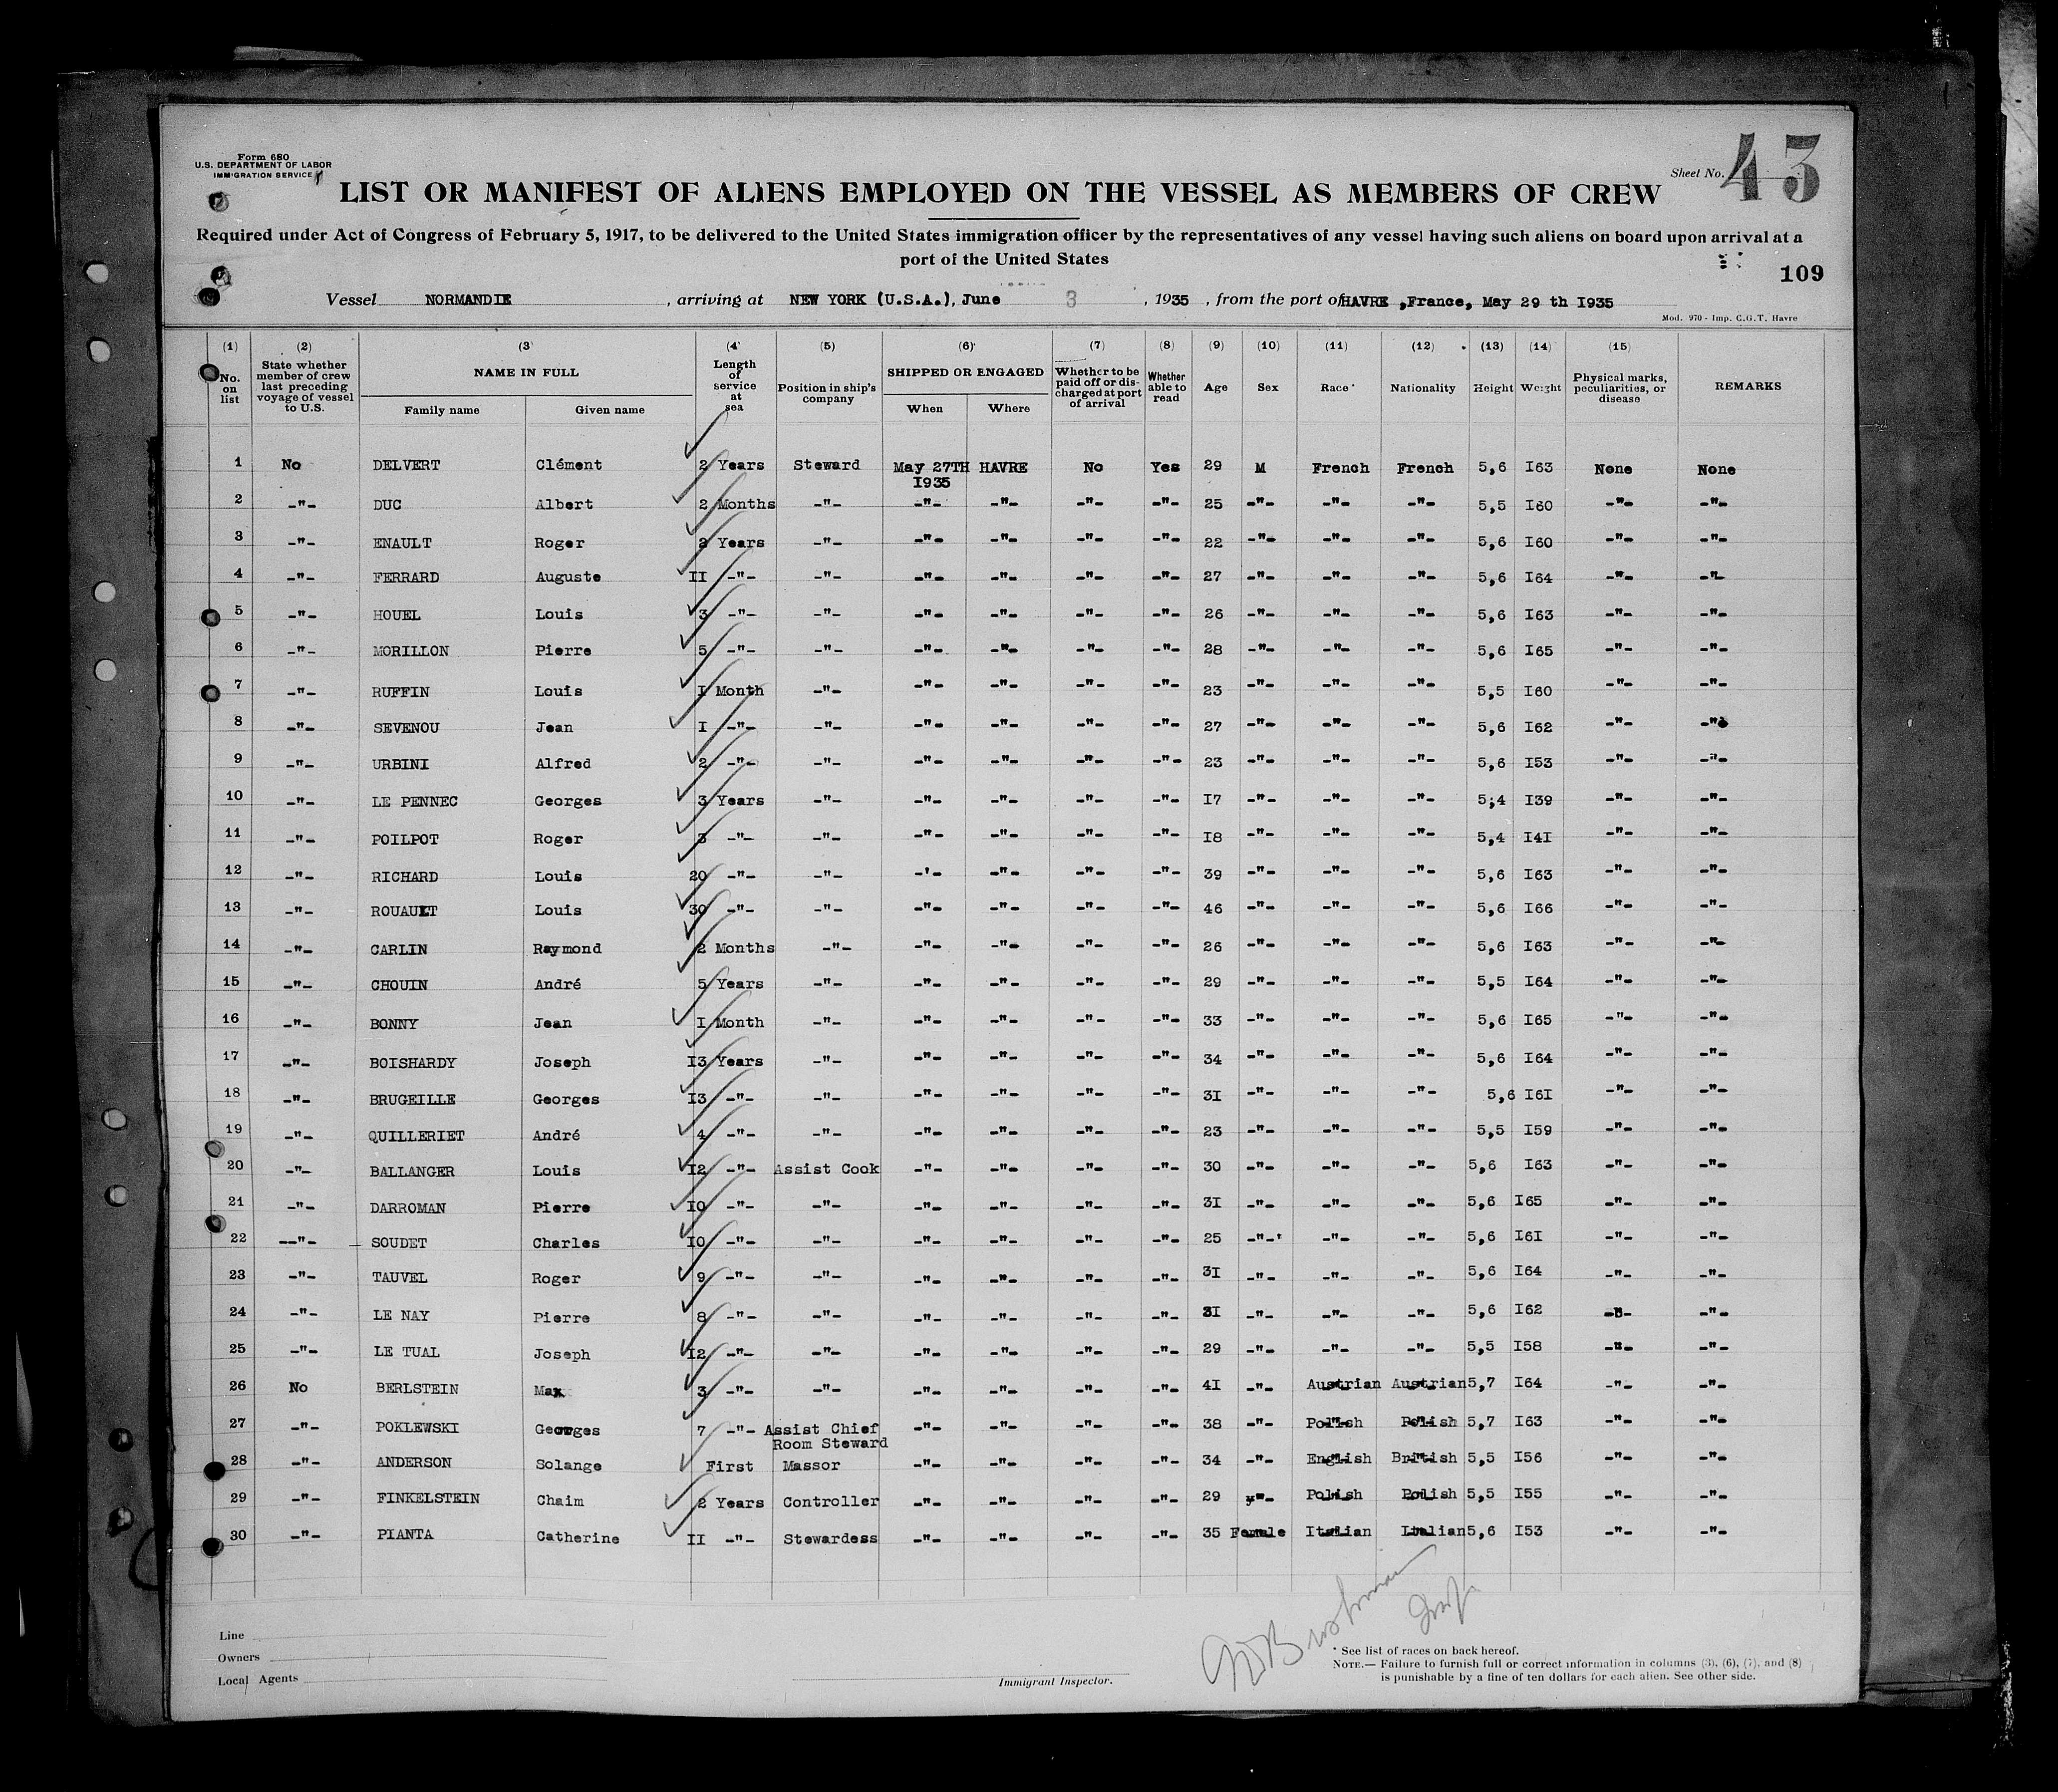 Form 680
U.S. DEPARTMENT OF LABOR
IMMIGRATION SERVICE
Sheet No. 43
LIST OR MANIFEST OF ALIENS EMPLOYED ON THE VESSEL AS MEMBERS OF CREW
Required under Act of Congress of February 5, 1917, to be delivered to the United States immigration officer by the representatives of any vessel having such aliens on board upon arrival at a
port of the United States
109
Vessel NORMANDIE , arriving at NEW YORK (U.S.A.), June 3 , 1935 , from the port of HAVRE ,France, May 29 th I935
Mod. 970 - Imp. C.G.T. Havre
(1) (2) (3) (4) (5) (6) (7) (8) (9) (10) (11) (12) (13) (14) (15)
No. on list State whether member of crew last preceding voyage of vessel to U.S. NAME IN FULL Family name Given name Length of service at sea Position in ship's company SHIPPED OR ENGAGED When Where Whether to be paid off or discharged at port of arrival Whether able to read Age Sex Race * Nationality Height Weight Physical marks, peculiarities, or disease REMARKS
1 No DELVERT Clément 2 Years Steward May 27TH I935 HAVRE No Yes 29 M French French 5,6 I63 None None
2 -"- DUC Albert 2 Months -"- -"- -"- -"- -"- 25 -"- -"- -"- 5,5 I60 -"- -"-
3 -"- ENAULT Roger 2 Years -"- -"- -"- -"- -"- 22 -"- -"- -"- 5,6 I60 -"- -"-
4 -"- FERRARD Auguste II -"- -"- -"- -"- -"- -"- 27 -"- -"- -"- 5,6 I64 -"- -"-
5 -"- HOUEL Louis 3 -"- -"- -"- -"- -"- -"- 26 -"- -"- -"- 5,6 I63 -"- -"-
6 -"- MORILLON Pierre 5 -"- -"- -"- -"- -"- -"- 28 -"- -"- -"- 5,6 I65 -"- -"-
7 -"- RUFFIN Louis I Month -"- -"- -"- -"- -"- 23 -"- -"- -"- 5,5 I60 -"- -"-
8 -"- SEVENOU Jean I -"- -"- -"- -"- -"- -"- 27 -"- -"- -"- 5,6 I62 -"- -"-
9 -"- URBINI Alfred 2 -"- -"- -"- -"- -"- -"- 23 -"- -"- -"- 5,6 I53 -"- -"-
10 -"- LE PENNEC Georges 3 Years -"- -"- -"- -"- -"- I7 -"- -"- -"- 5;4 I39 -"- -"-
11 -"- POILPOT Roger 3 -"- -"- -"- -"- -"- -"- I8 -"- -"- -"- 5,4 I4I -"- -"-
12 -"- RICHARD Louis 20 -"- -"- -'- -"- -"- -"- 39 -"- -"- -"- 5,6 I63 -"- -"-
13 -"- ROUAULT Louis 30 -"- -"- -"- -"- -"- -"- 46 -"- -"- -"- 5,6 I66 -"- -"-
14 -"- CARLIN Raymond 2 Months -"- -"- -"- -"- -"- 26 -"- -"- -"- 5,6 I63 -"- -"-
15 -"- CHOUIN André 5 Years -"- -"- -"- -"- -"- 29 -"- -"- -"- 5,5 I64 -"- -"-
16 -"- BONNY Jean I Month -"- -"- -"- -"- -"- 33 -"- -"- -"- 5,6 I65 -"- -"-
17 -"- BOISHARDY Joseph I3 Years -"- -"- -"- -"- -"- 34 -"- -"- -"- 5,6 I64 -"- -"-
18 -"- BRUGEILLE Georges I3 -"- -"- -"- -"- -"- -"- 3I -"- -"- -"- 5,6 I6I -"- -"-
19 -"- QUILLERIET André 4 -"- -"- -"- -"- -"- -"- 23 -"- -"- -"- 5,5 I59 -"- -"-
20 -"- BALLANGER Louis I2 -"- Assist Cook -"- -"- -"- -"- 30 -"- -"- -"- 5,6 I63 -"- -"-
21 -"- DARROMAN Pierre I0 -"- -"- -"- -"- -"- -"- 3I -"- -"- -"- 5,6 I65 -"- -"-
22 --"- SOUDET Charles I0 -"- -"- -"- -"- -"- -"- 25 -"- -"- -"- 5,6 I6I -"- -"-
23 -"- TAUVEL Roger 9 -"- -"- -"- -"- -"- -"- 3I -"- -"- -"- 5,6 I64 -"- -"-
24 -"- LE NAY Pierre 8 -"- -"- -"- -"- -"- -"- 3I -"- -"- -"- 5,6 I62 -"- -"-
25 -"- LE TUAL Joseph I2 -"- -"- -"- -"- -"- -"- 29 -"- -"- -"- 5,5 I58 -"- -"-
26 No BERLSTEIN Max 3 -"- -"- -"- -"- -"- -"- 4I -"- Austrian Austrian 5,7 I64 -"- -"-
27 -"- POKLEWSKI Georges 7 -"- Assist Chief Room Steward -"- -"- -"- -"- 38 -"- Polish Polish 5,7 I63 -"- -"-
28 -"- ANDERSON Solange First Massor -"- -"- -"- -"- 34 -"- English British 5,5 I56 -"- -"-
29 -"- FINKELSTEIN Chaim 2 Years Controller -"- -"- -"- -"- 29 -"- Polish Polish 5,5 I55 -"- -"-
30 -"- PIANTA Catherine II -"- Stewardess -"- -"- -"- -"- 35 Female Italian Italian 5,6 I53 -"- -"-
Line
Owners
Local Agents
Immigrant Inspector.
* See list of races on back hereof.
NOTE.— Failure to furnish full or correct information in columns (3), (6), (7), and (8)
is punishable by a fine of ten dollars for each alien. See other side.